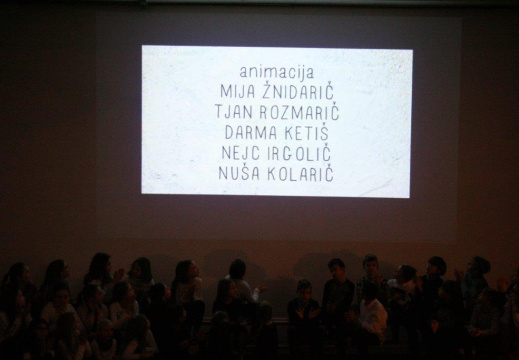 animacija
MIJA ŽNIDARIČ
TJAN ROZMARIČ
DARMA KETIŠ
NEJC IRGOLIČ
NUŠA KOLARIČ